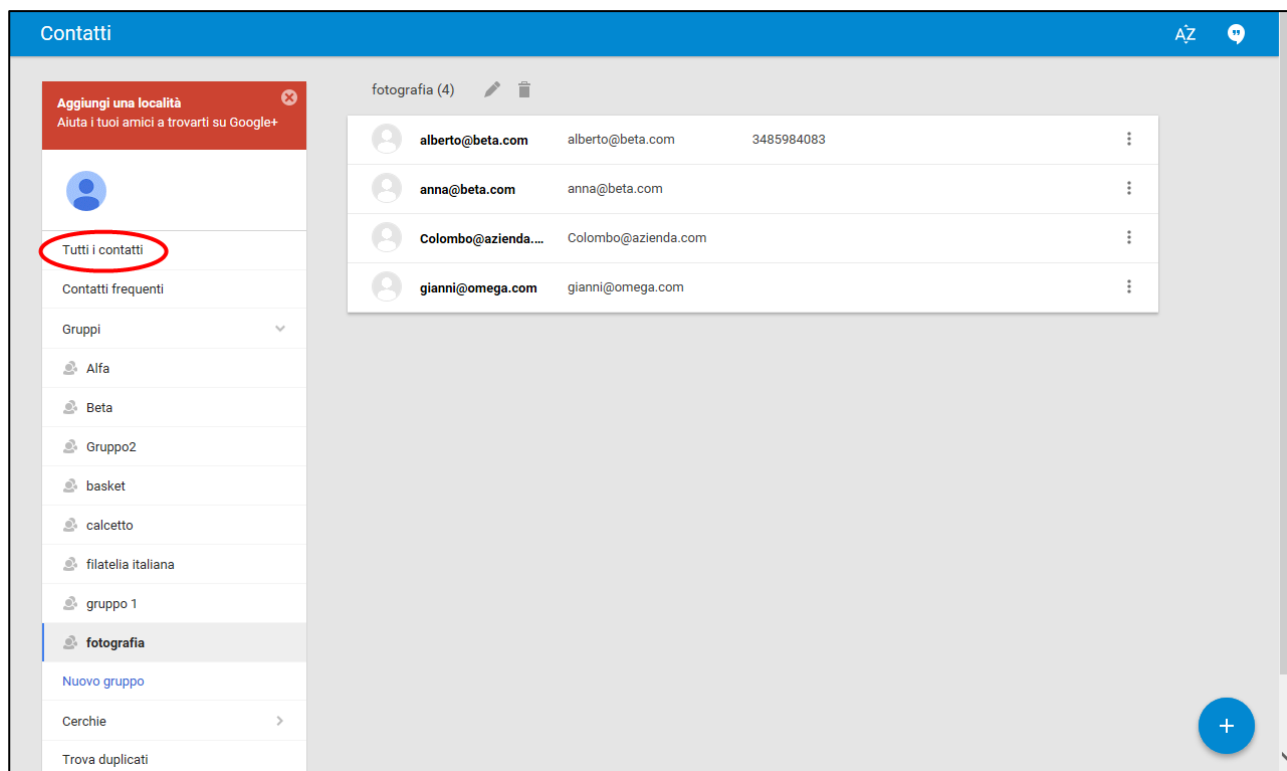 Contatti
AZ
Aggiungi una località
Aiuta i tuoi amici a trovarti su Google+
Tutti i contatti
Contatti frequenti
Gruppi
Alfa
Beta
Gruppo2
basket
calcetto
filatelia italiana
gruppo 1
fotografia
Nuovo gruppo
Cerchie
Trova duplicati
fotografia (4)
alberto@beta.com alberto@beta.com 3485984083
anna@beta.com anna@beta.com
Colombo@azienda.... Colombo@azienda.com
gianni@omega.com gianni@omega.com